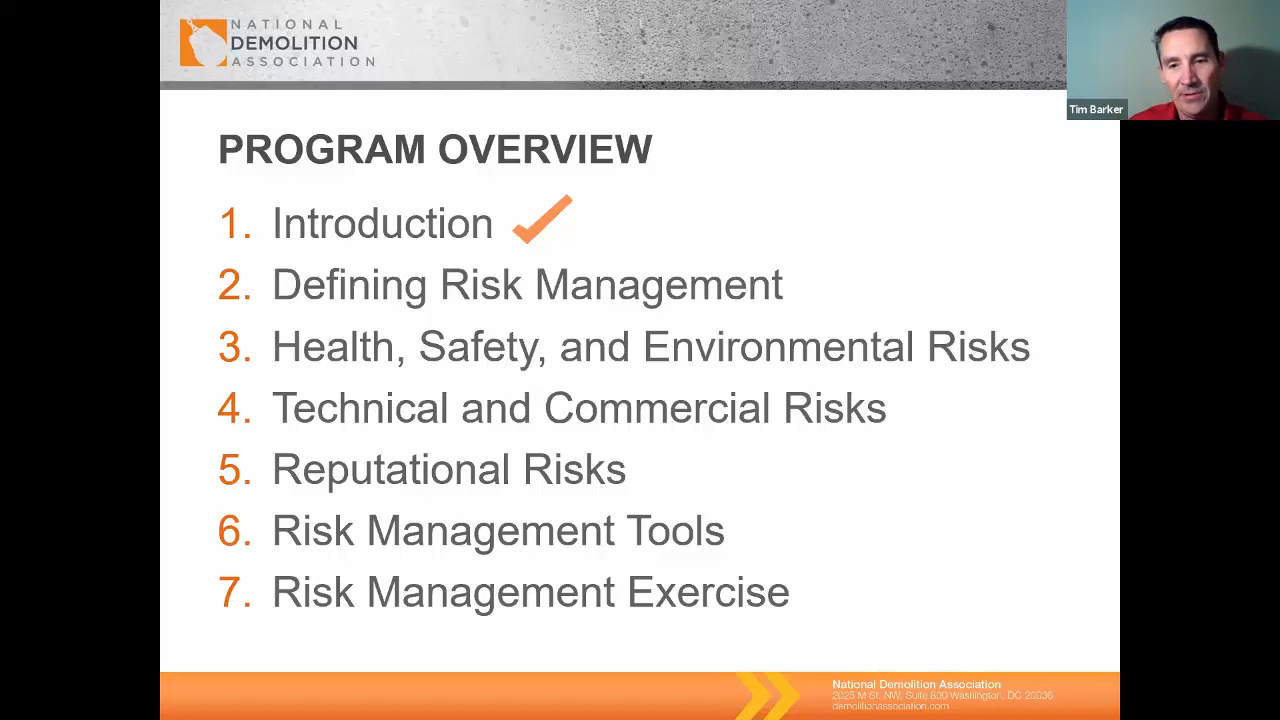 NATIONAL
DEMOLITION
ASSOCIATION
Tim Barker
PROGRAM OVERVIEW
1. Introduction
2. Defining Risk Management
3. Health, Safety, and Environmental Risks
4. Technical and Commercial Risks
5. Reputational Risks
6. Risk Management Tools
7. Risk Management Exercise
National Demolition Association
2025 M St. NW, Suite 800 Washington, DC 20036
demolitionassociation.com